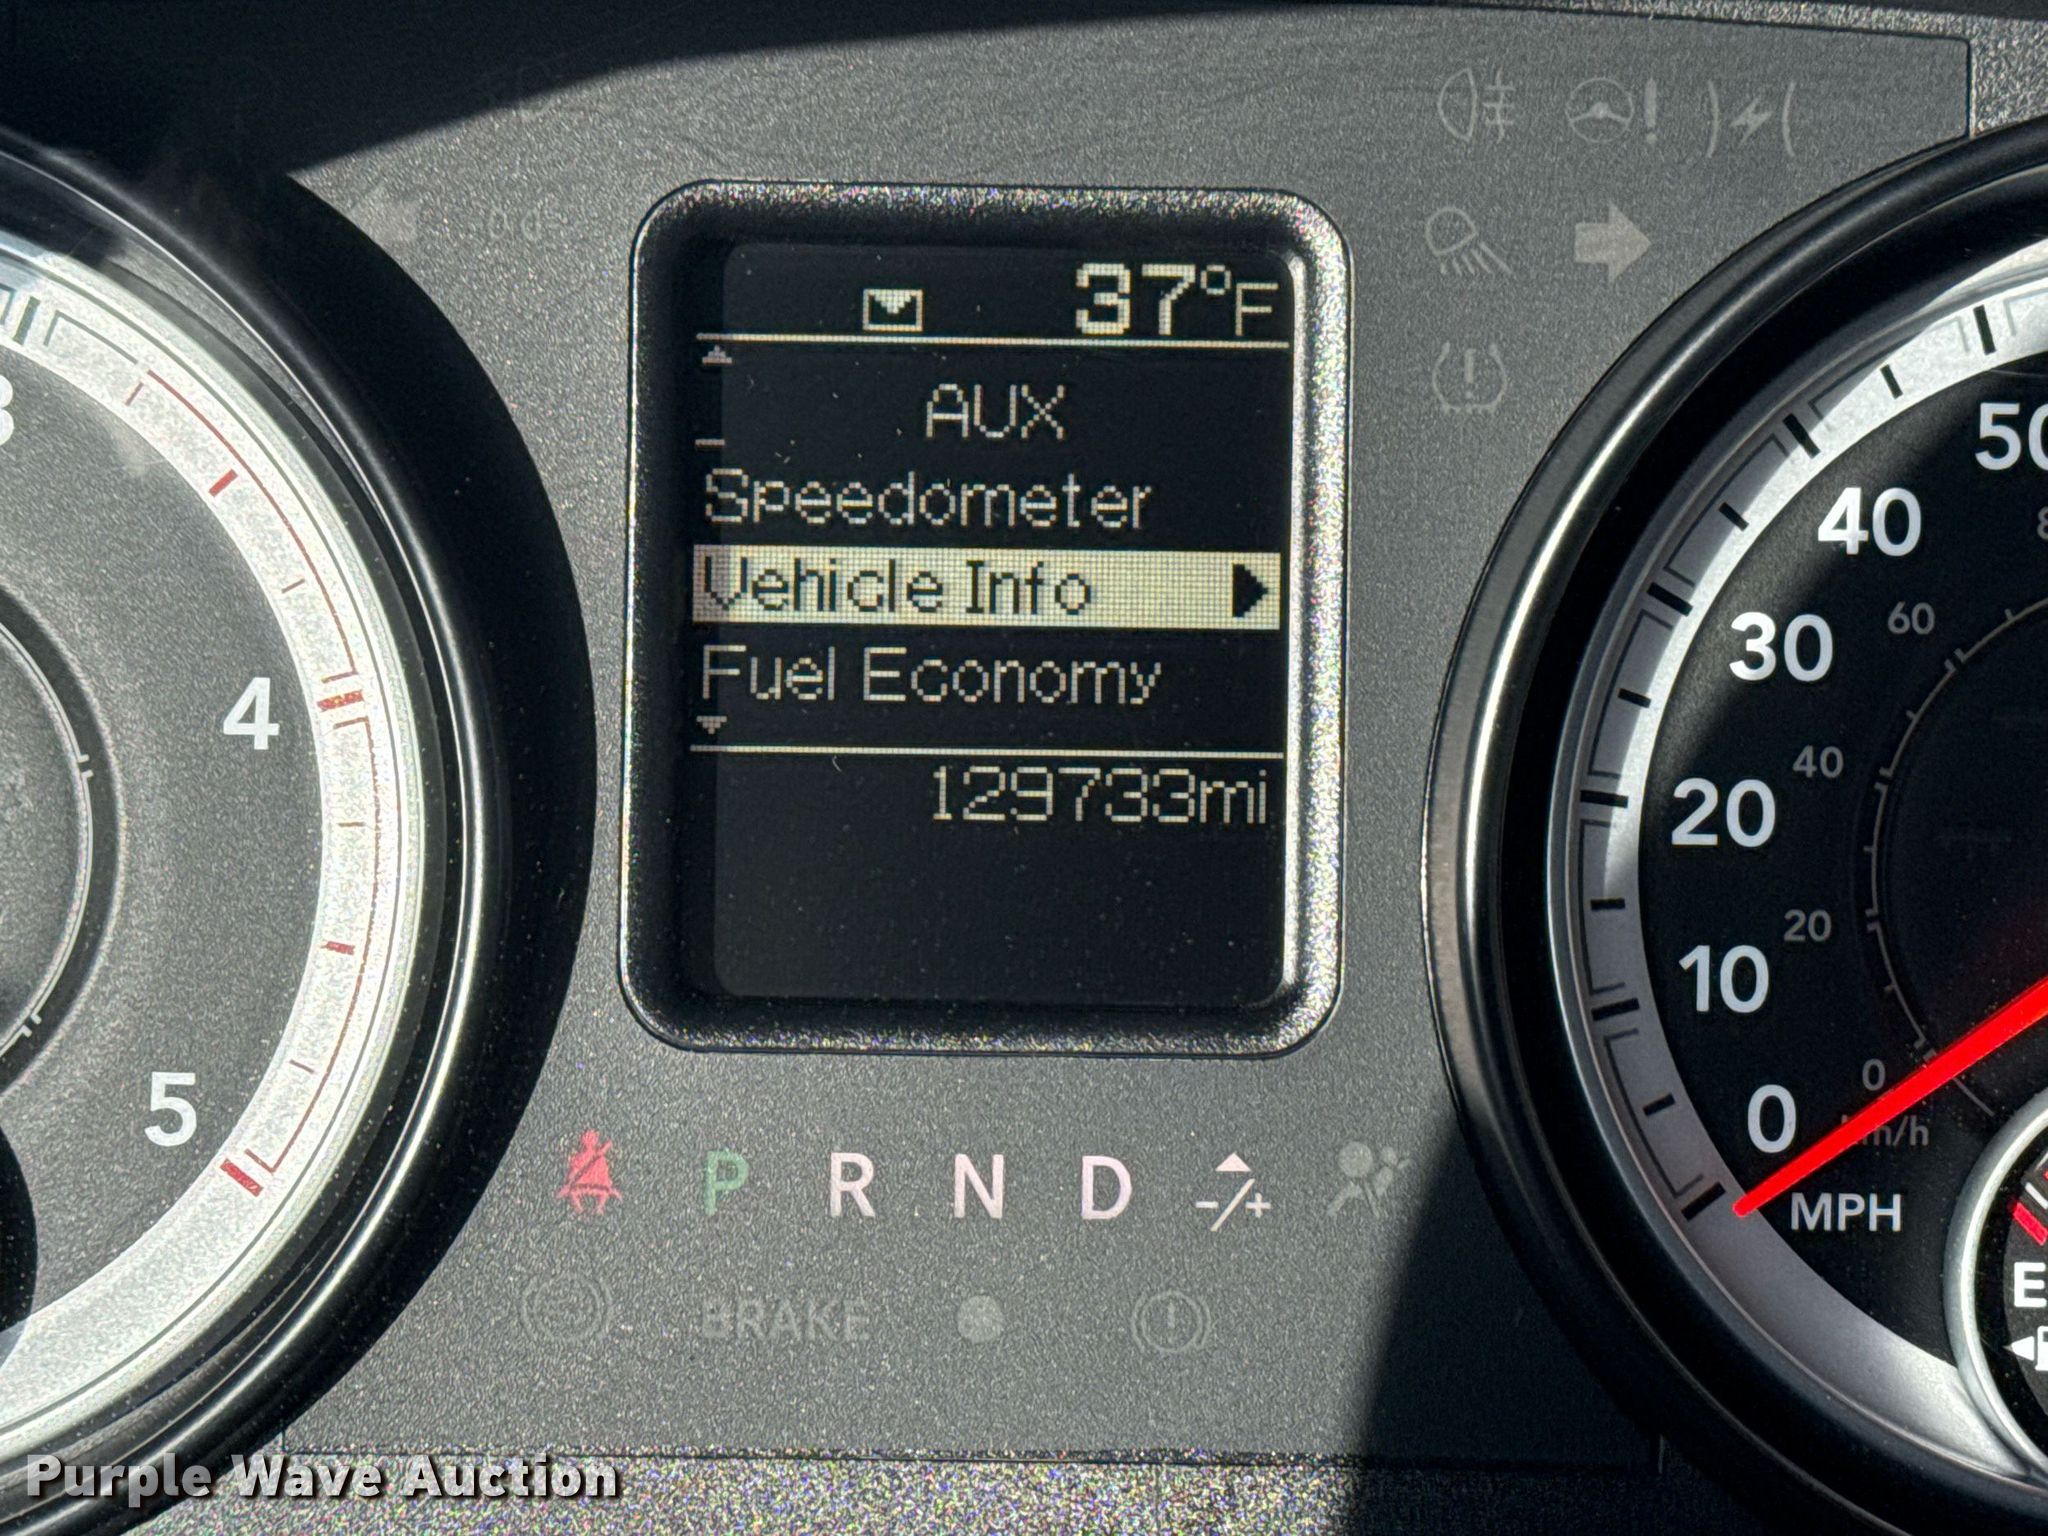 37°F
AUX
Speedometer
Vehicle Info
Fuel Economy
129733mi
4
5
50
40
30
20
10
0
MPH
60
40
20
0
km/h
E
P R N D -/+
BRAKE
Purple Wave Auction